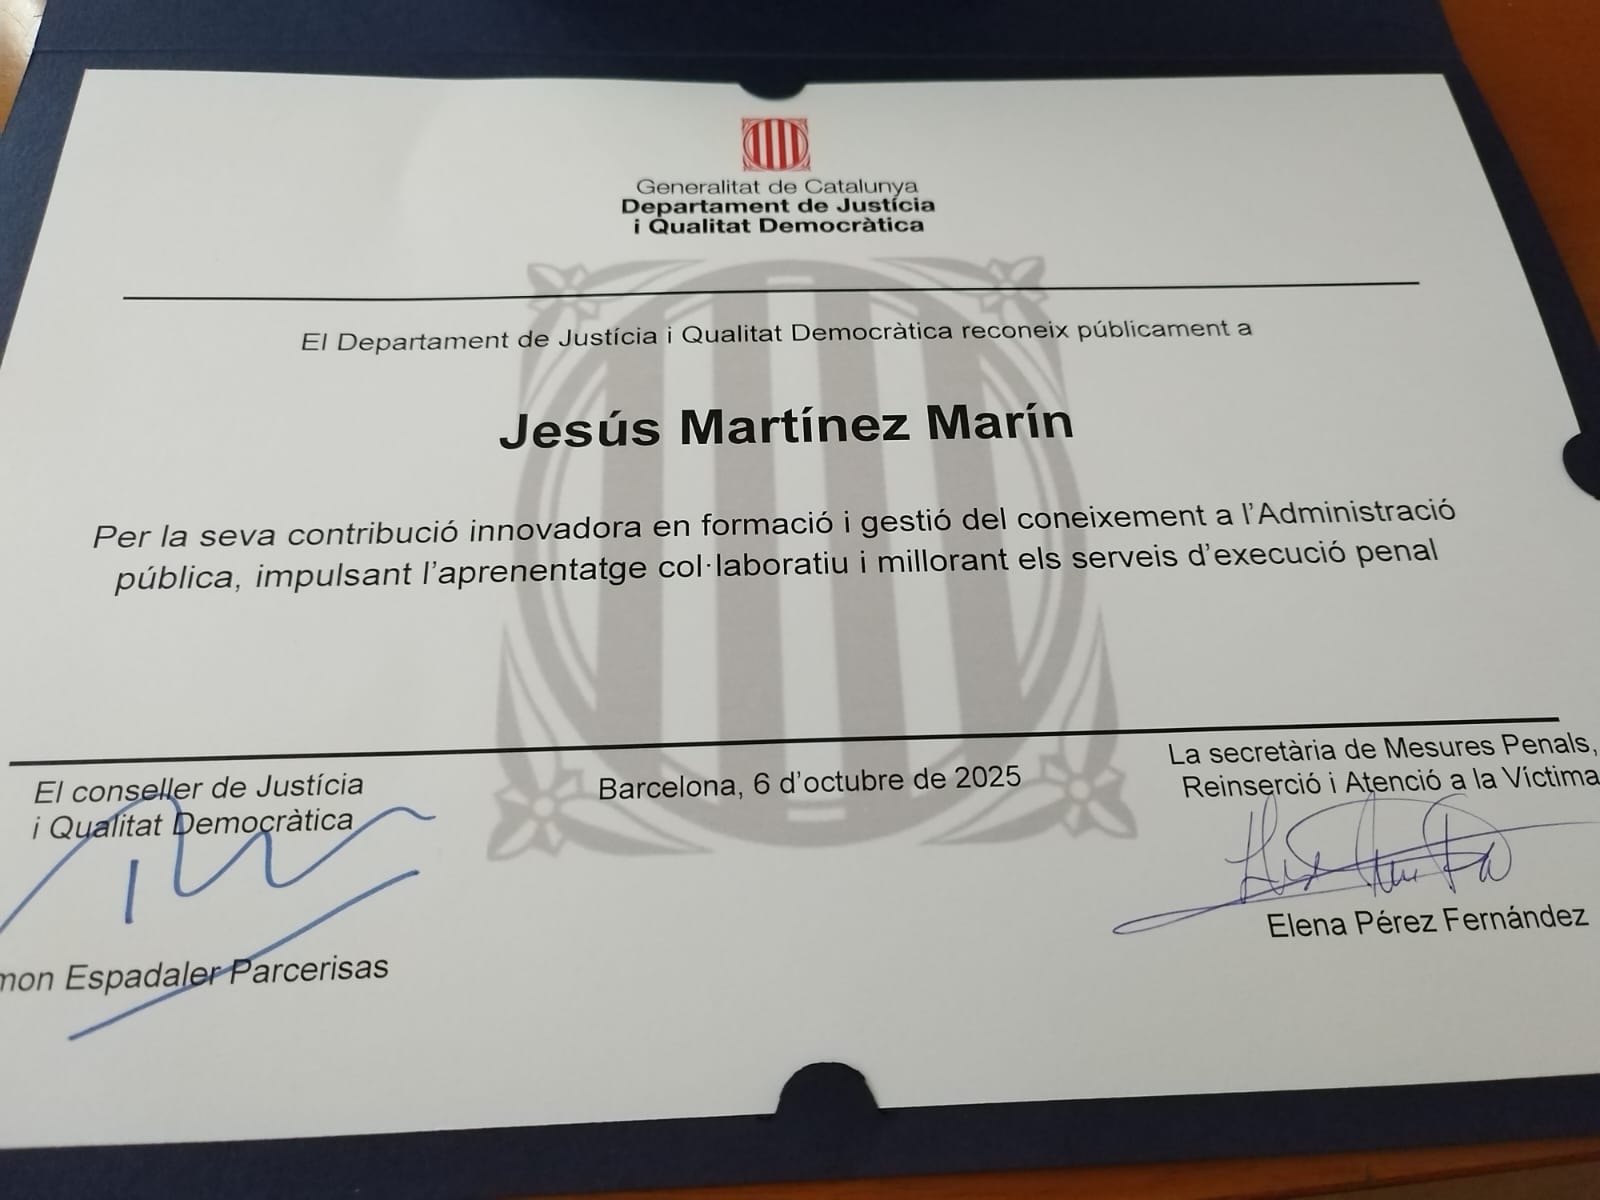 Generalitat de Catalunya
Departament de Justícia
i Qualitat Democràtica
El Departament de Justícia i Qualitat Democràtica reconeix públicament a
Jesús Martínez Marín
Per la seva contribució innovadora en formació i gestió del coneixement a l’Administració
pública, impulsant l’aprenentatge col·laboratiu i millorant els serveis d’execució penal
El conseller de Justícia
i Qualitat Democràtica
mon Espadaler Parcerisas
Barcelona, 6 d’octubre de 2025
La secretària de Mesures Penals,
Reinserció i Atenció a la Víctima
Elena Pérez Fernández